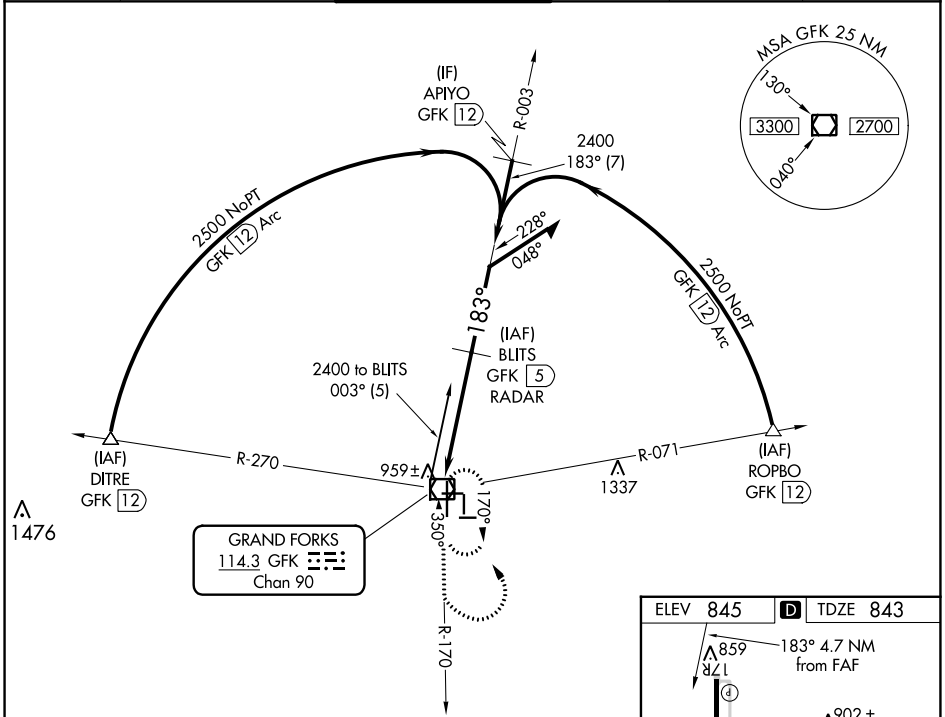 MSA GFK 25 NM
130°
3300
2700
040°
(IF)
APIYO
GFK 12
R-003
2400
183° (7)
2500 NoPT
GFK 12 Arc
228°
048°
2500 NoPT
GFK 12 Arc
183°
(IAF)
BLITS
GFK 5
RADAR
2400 to BLITS
003° (5)
(IAF)
DITRE
GFK 12
R-270
959±
R-071
1337
(IAF)
ROPBO
GFK 12
1476
170°
350°
GRAND FORKS
114.3 GFK
Chan 90
R-170
ELEV 845 D TDZE 843
859
183° 4.7 NM
from FAF
17R
P
902±